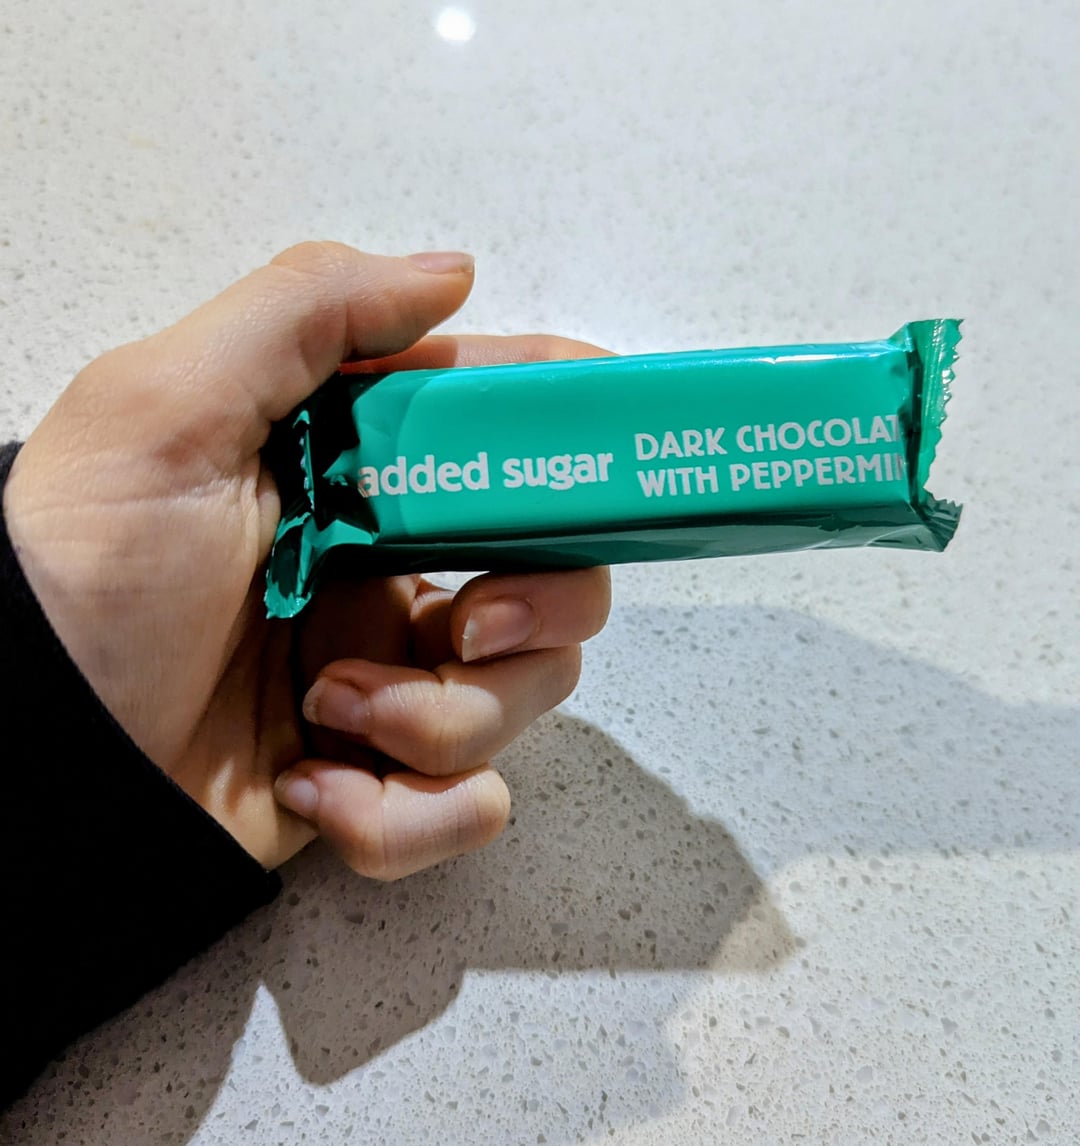 added sugar
DARK CHOCOLAT
WITH PEPPERMIN